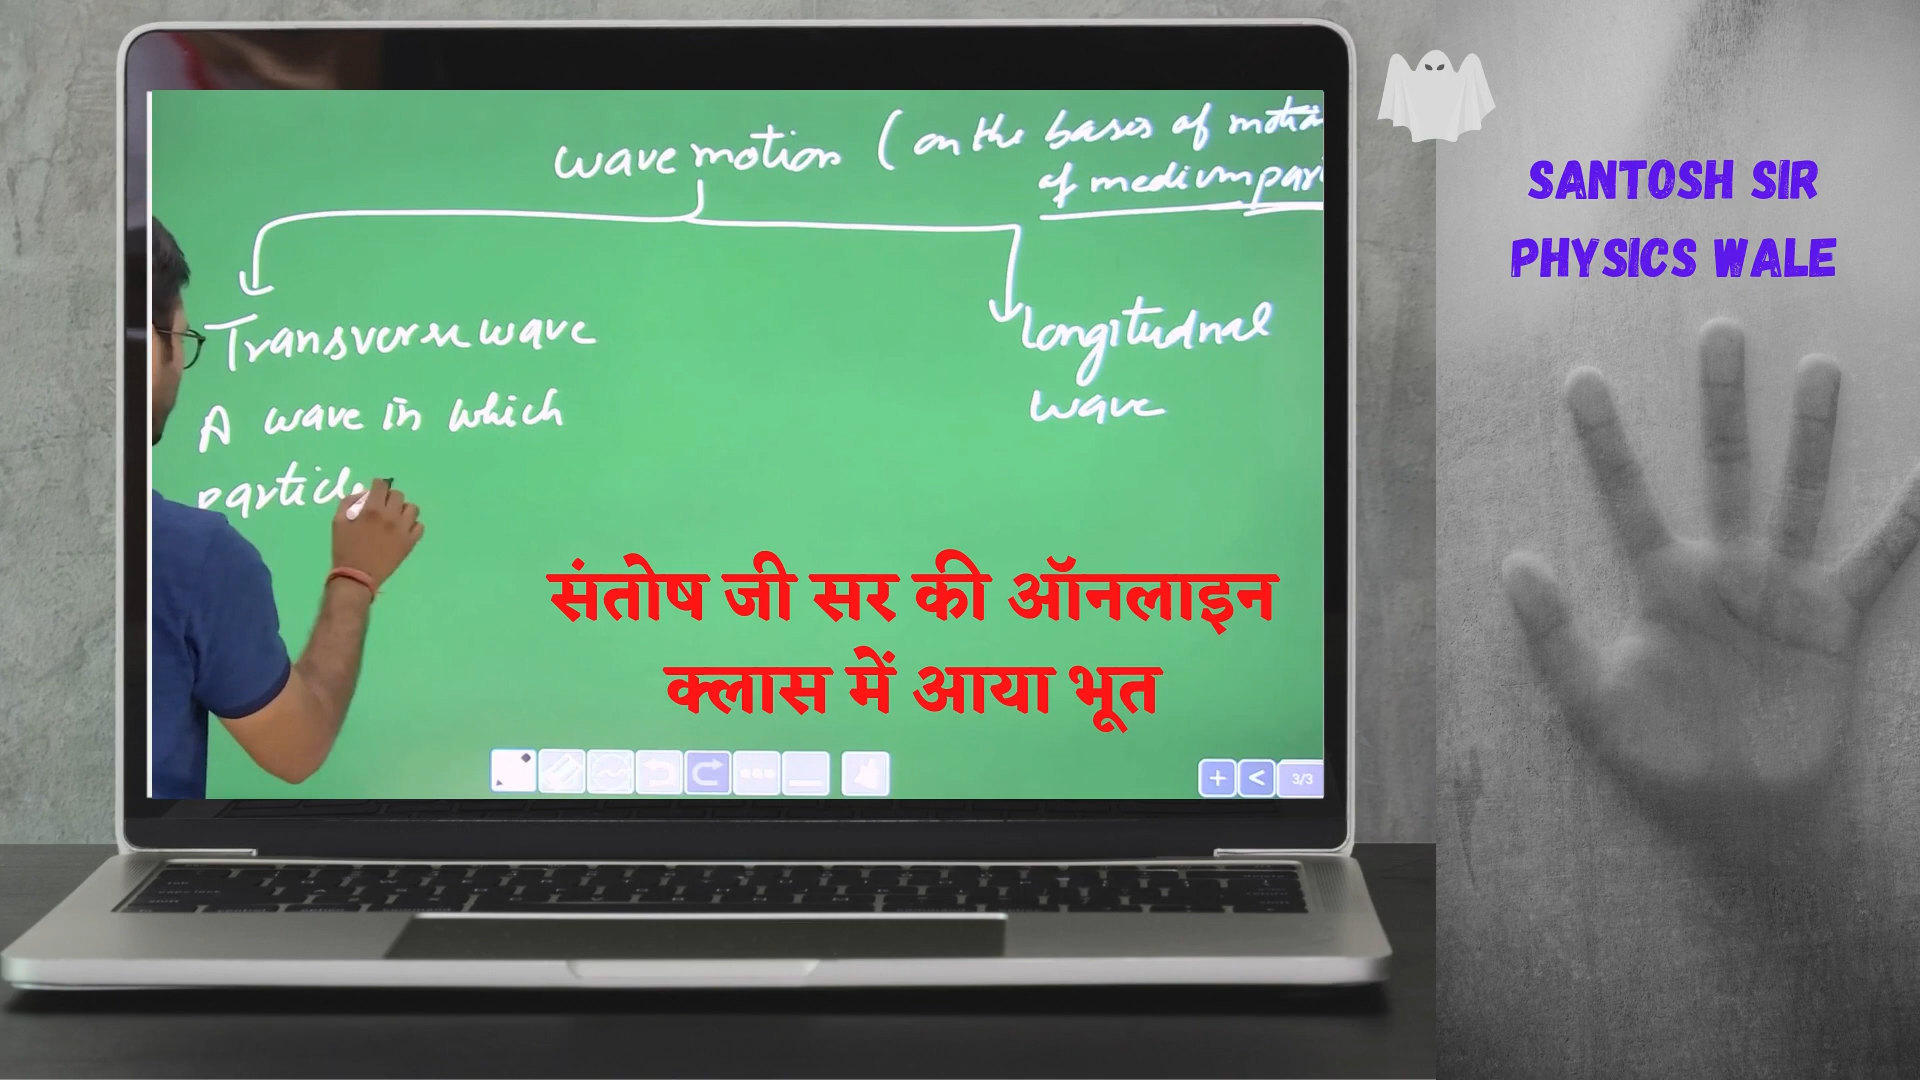 wave motion (on the bases of motion
of medium par
Transverse wave
longitudnal
wave
A wave in which
particle
संतोष जी सर की ऑनलाइन
क्लास में आया भूत
3/3
SANTOSH SIR
PHYSICS WALE